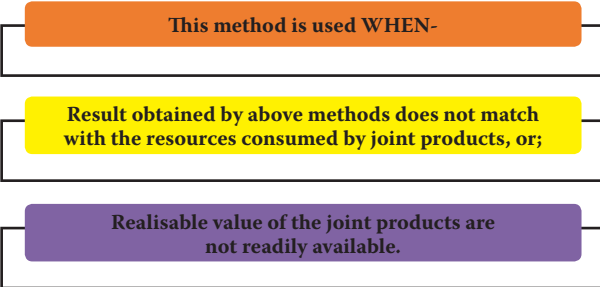 This method is used WHEN-
Result obtained by above methods does not match
with the resources consumed by joint products, or;
Realisable value of the joint products are
not readily available.